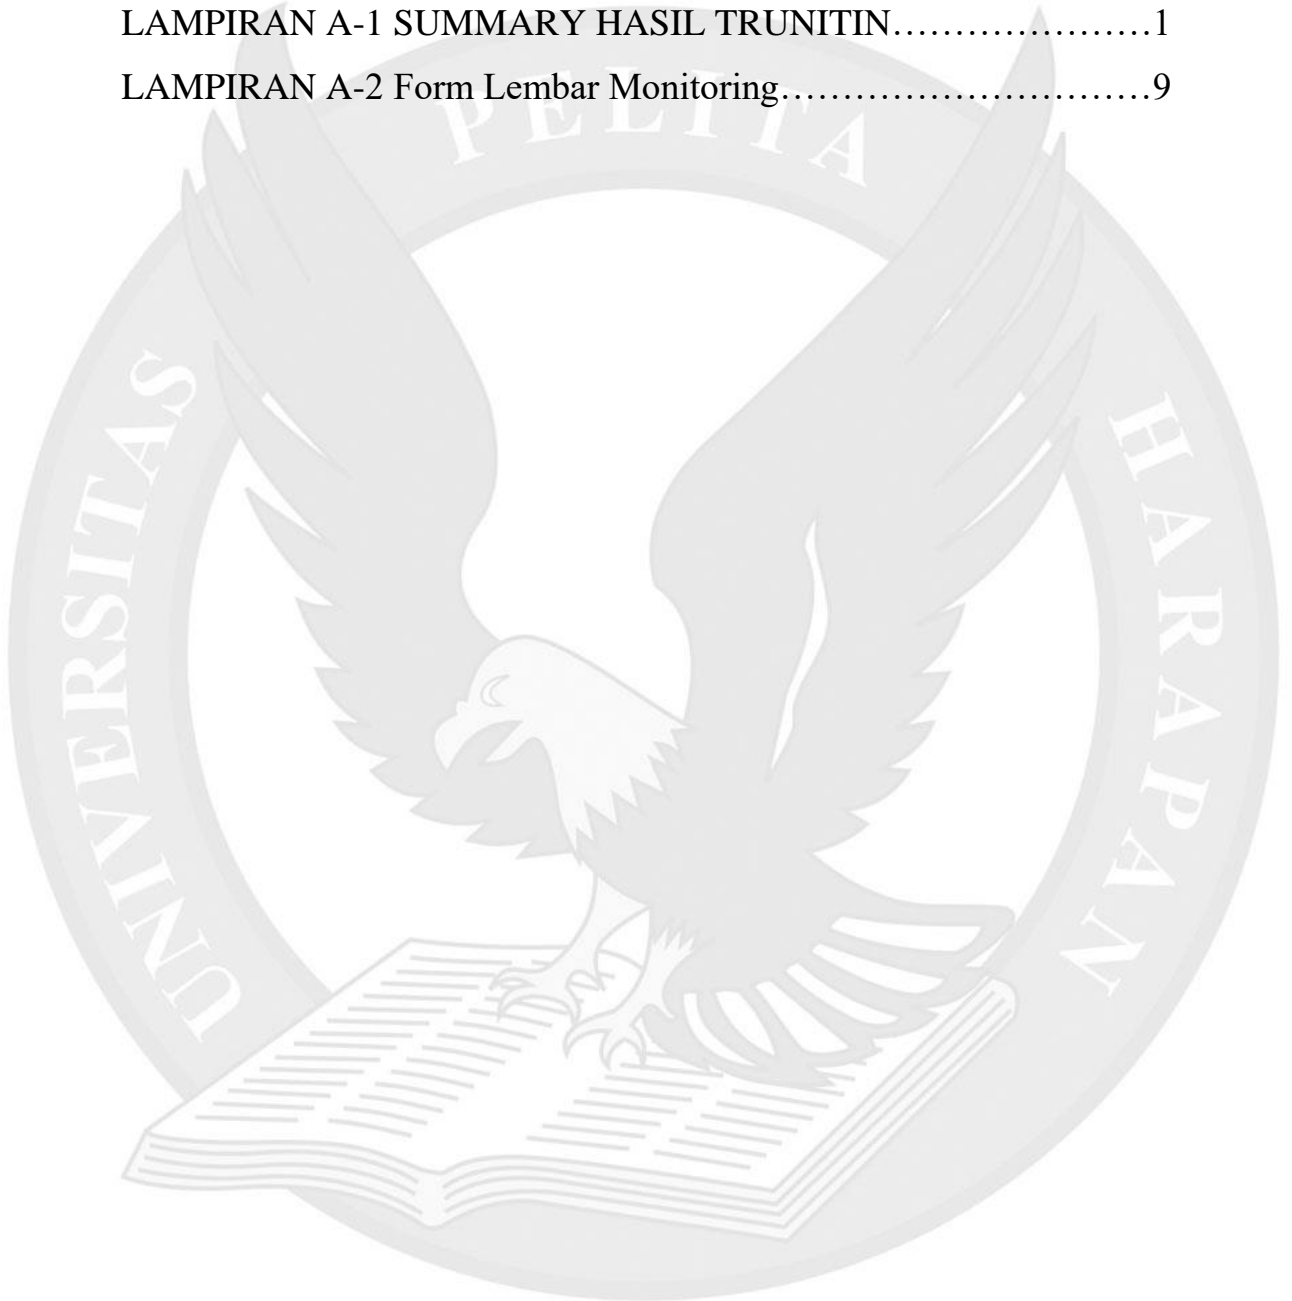 LAMPIRAN A-1 SUMMARY HASIL TRUNITIN…………………1
LAMPIRAN A-2 Form Lembar Monitoring…………………………9
UNIVERSITAS PELITA HARAPAN